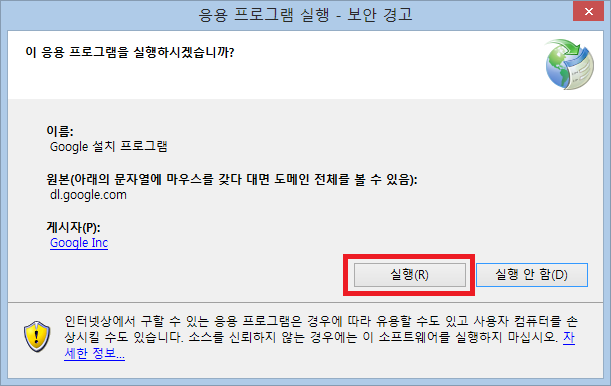 응용 프로그램 실행 - 보안 경고
이 응용 프로그램을 실행하시겠습니까?
이름:
Google 설치 프로그램
원본(아래의 문자열에 마우스를 갖다 대면 도메인 전체를 볼 수 있음):
dl.google.com
게시자(P):
Google Inc
실행(R) 실행 안 함(D)
인터넷상에서 구할 수 있는 응용 프로그램은 경우에 따라 유용할 수도 있고 사용자 컴퓨터를 손
상시킬 수도 있습니다. 소스를 신뢰하지 않는 경우에는 이 소프트웨어를 실행하지 마십시오. 자
세한 정보...